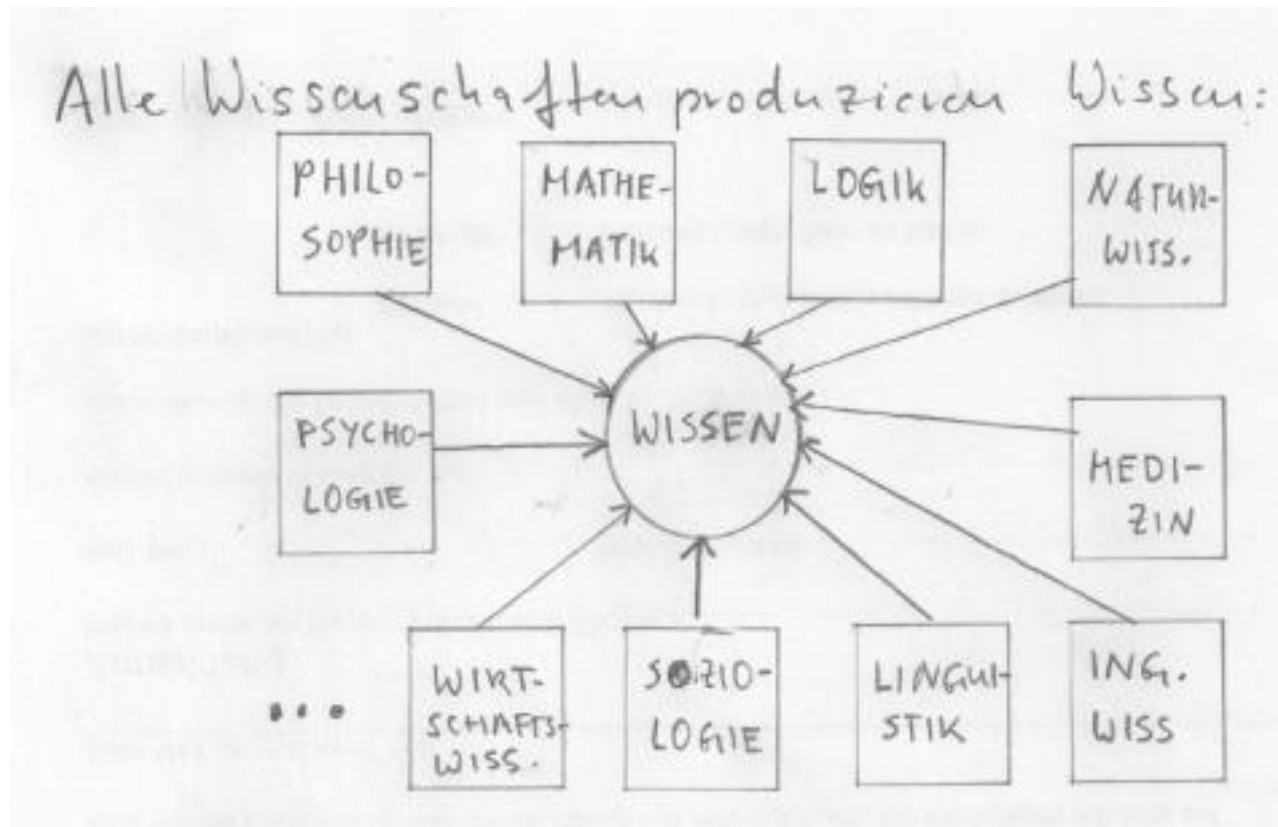 Alle Wissenschaften produzieren Wissen:
PHILO-
SOPHIE
MATHE-
MATIK
LOGIK
NATUR-
WISS.
PSYCHO-
LOGIE
WISSEN
MEDI-
ZIN
WIRT-
SCHAFTS-
WISS.
SOZIO-
LOGIE
LINGUI-
STIK
ING.
WISS
...